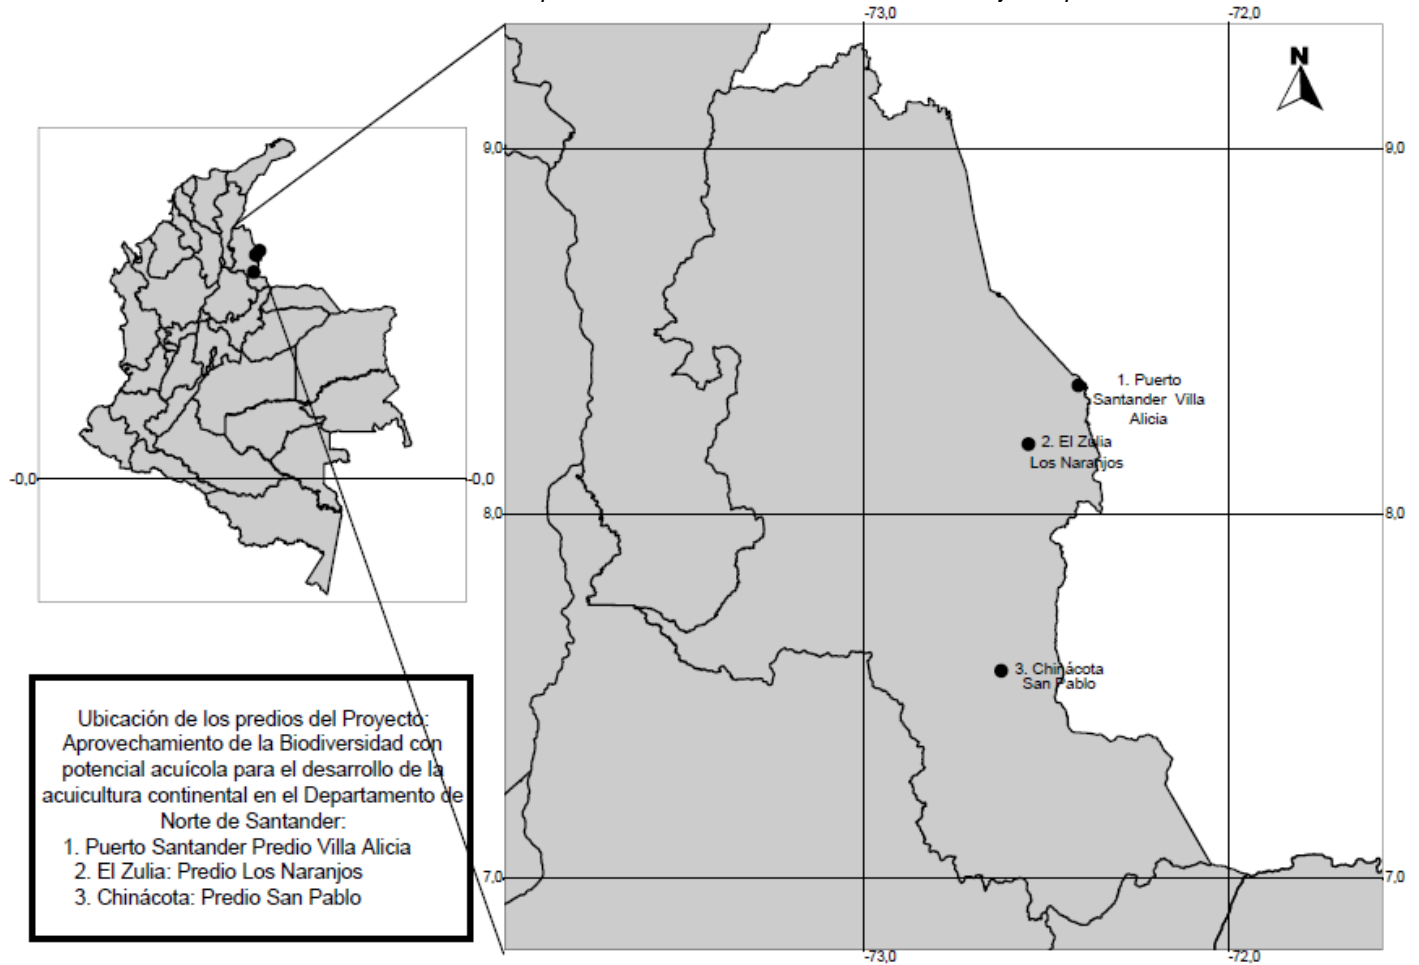 -73,0
-72,0
N
9,0
9,0
1. Puerto
Santander Villa
Alicia
2. El Zulia
Los Naranjos
-0,0
-0,0
8,0
8,0
3. Chinácota
San Pablo
Ubicación de los predios del Proyecto:
Aprovechamiento de la Biodiversidad con
potencial acuícola para el desarrollo de la
acuicultura continental en el Departamento de
Norte de Santander:
1. Puerto Santander Predio Villa Alicia
2. El Zulia: Predio Los Naranjos
3. Chinácota: Predio San Pablo
7,0
7,0
-73,0
-72,0